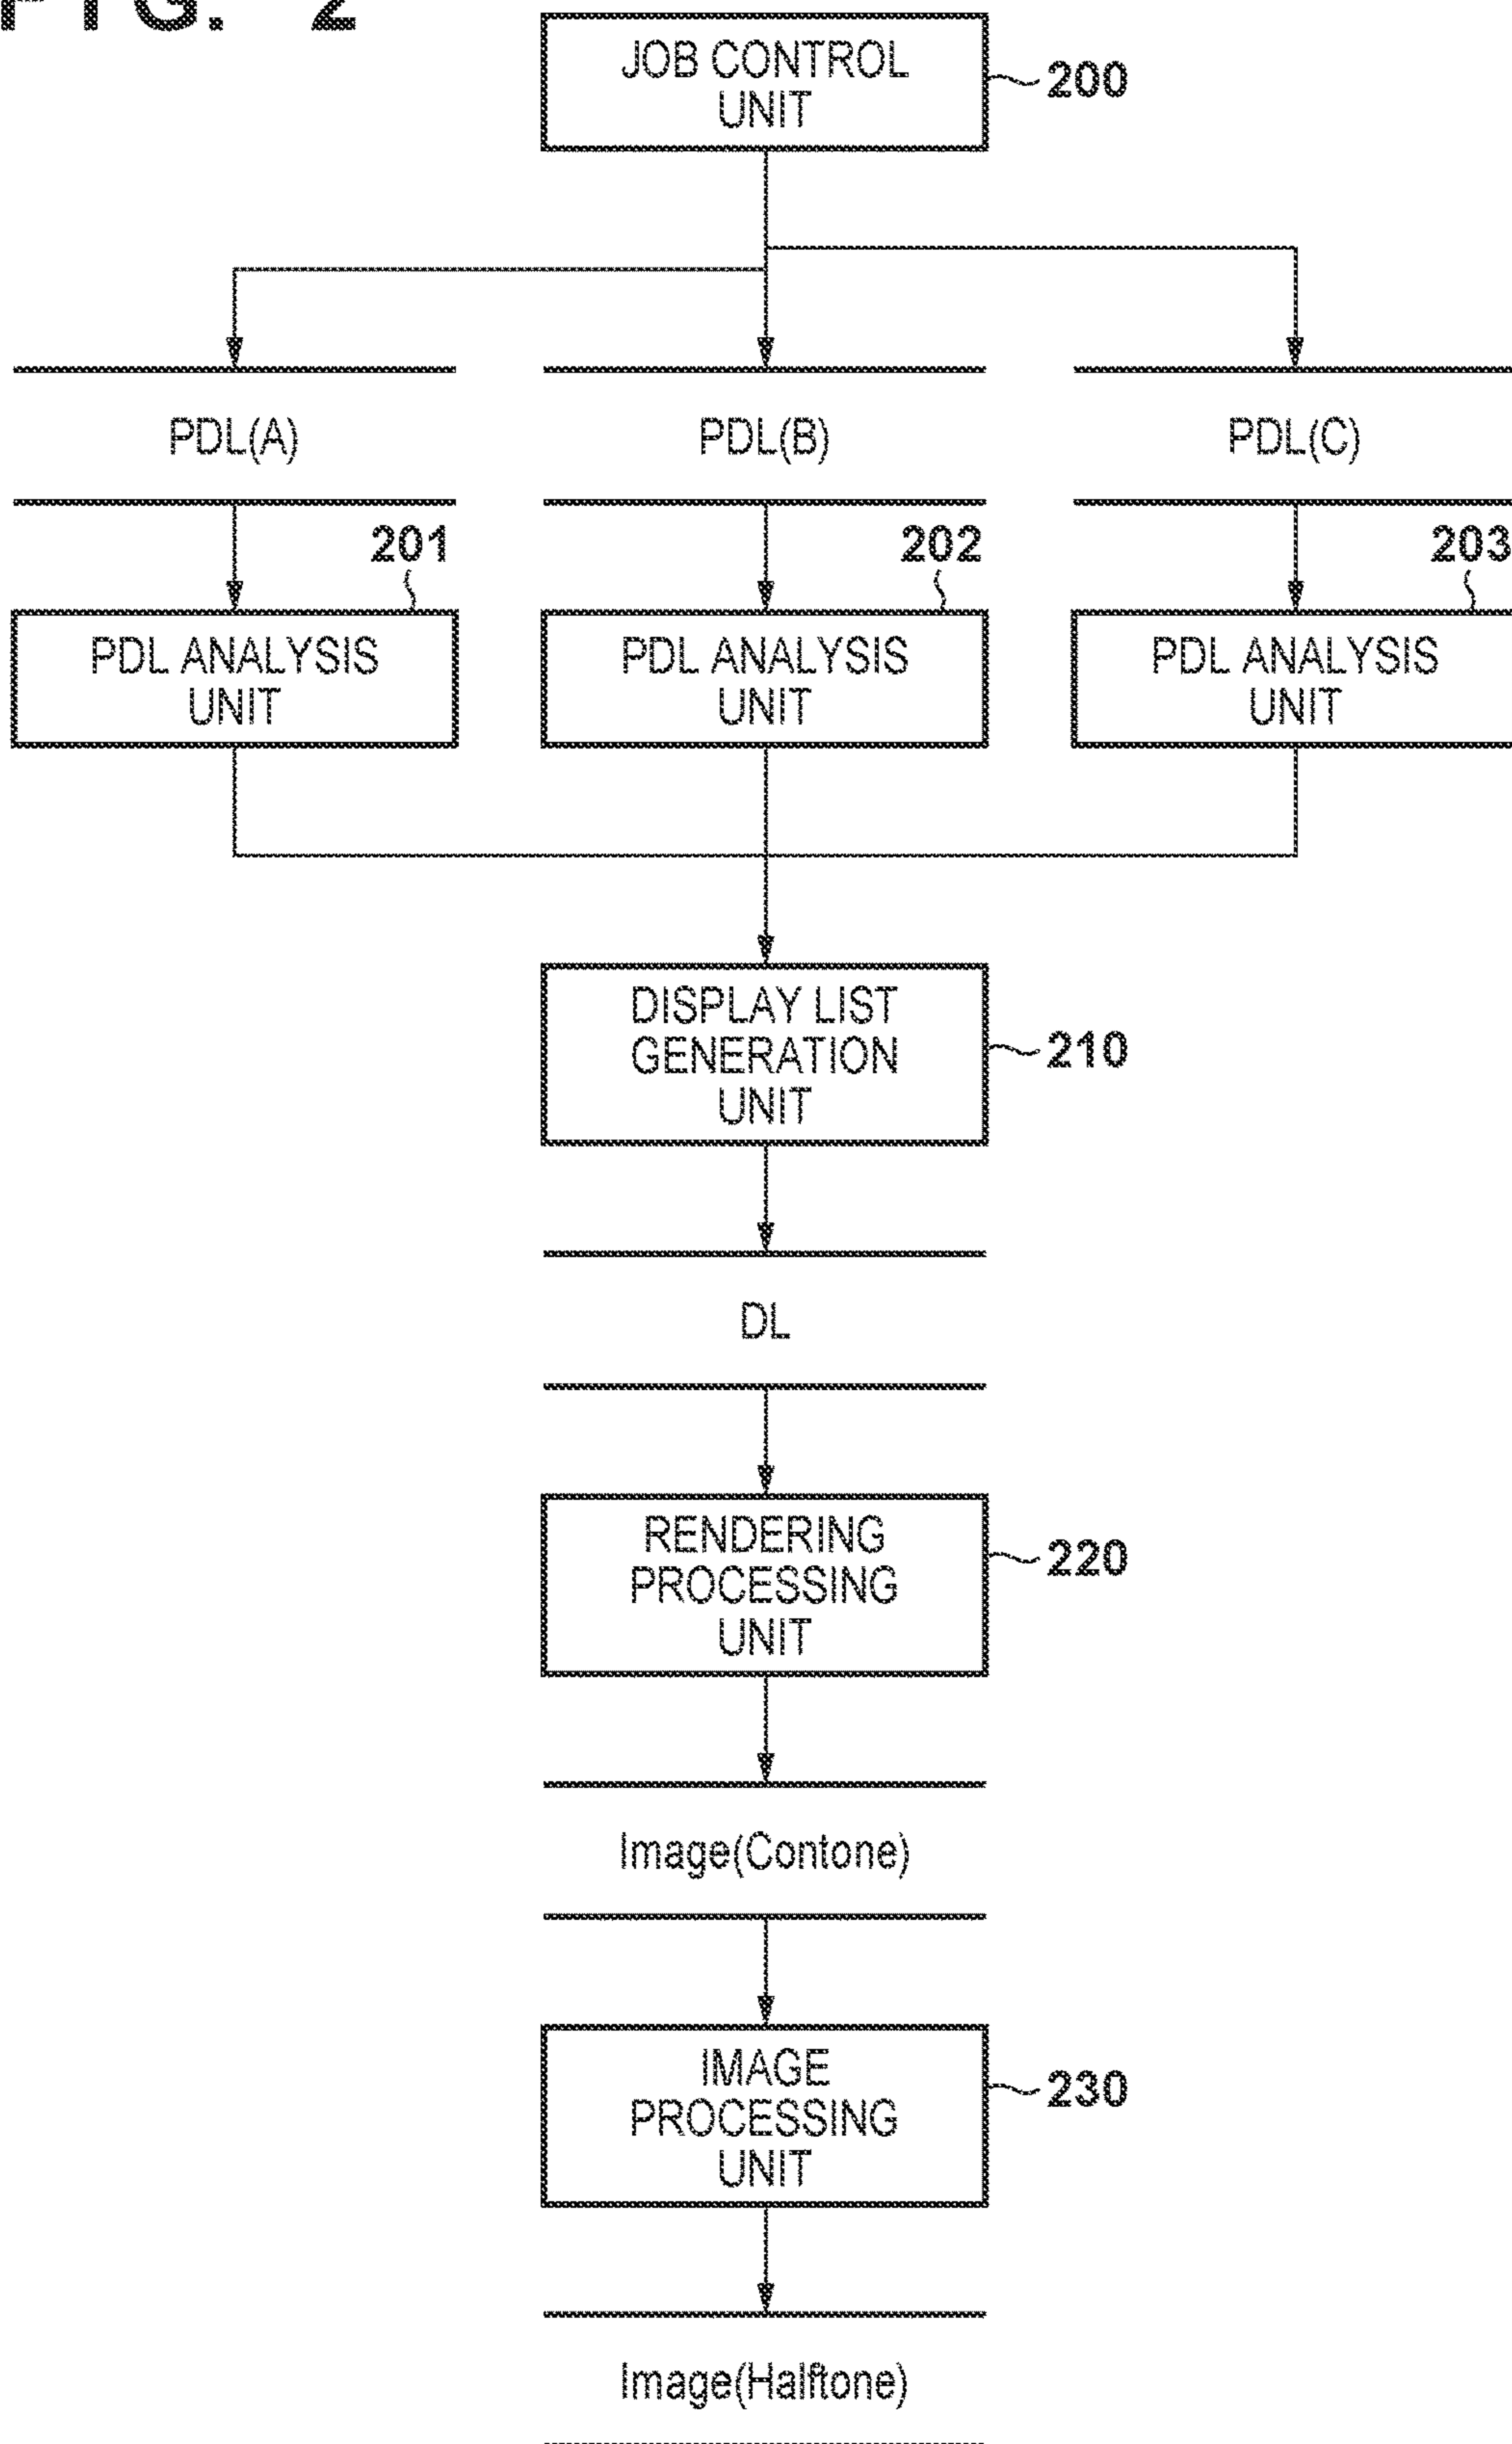 FIG. 2
JOB CONTROL
UNIT
200
PDL(A)
PDL(B)
PDL(C)
201
202
203
PDL ANALYSIS
UNIT
PDL ANALYSIS
UNIT
PDL ANALYSIS
UNIT
DISPLAY LIST
GENERATION
UNIT
210
DL
RENDERING
PROCESSING
UNIT
220
Image(Contone)
IMAGE
PROCESSING
UNIT
230
Image(Halftone)